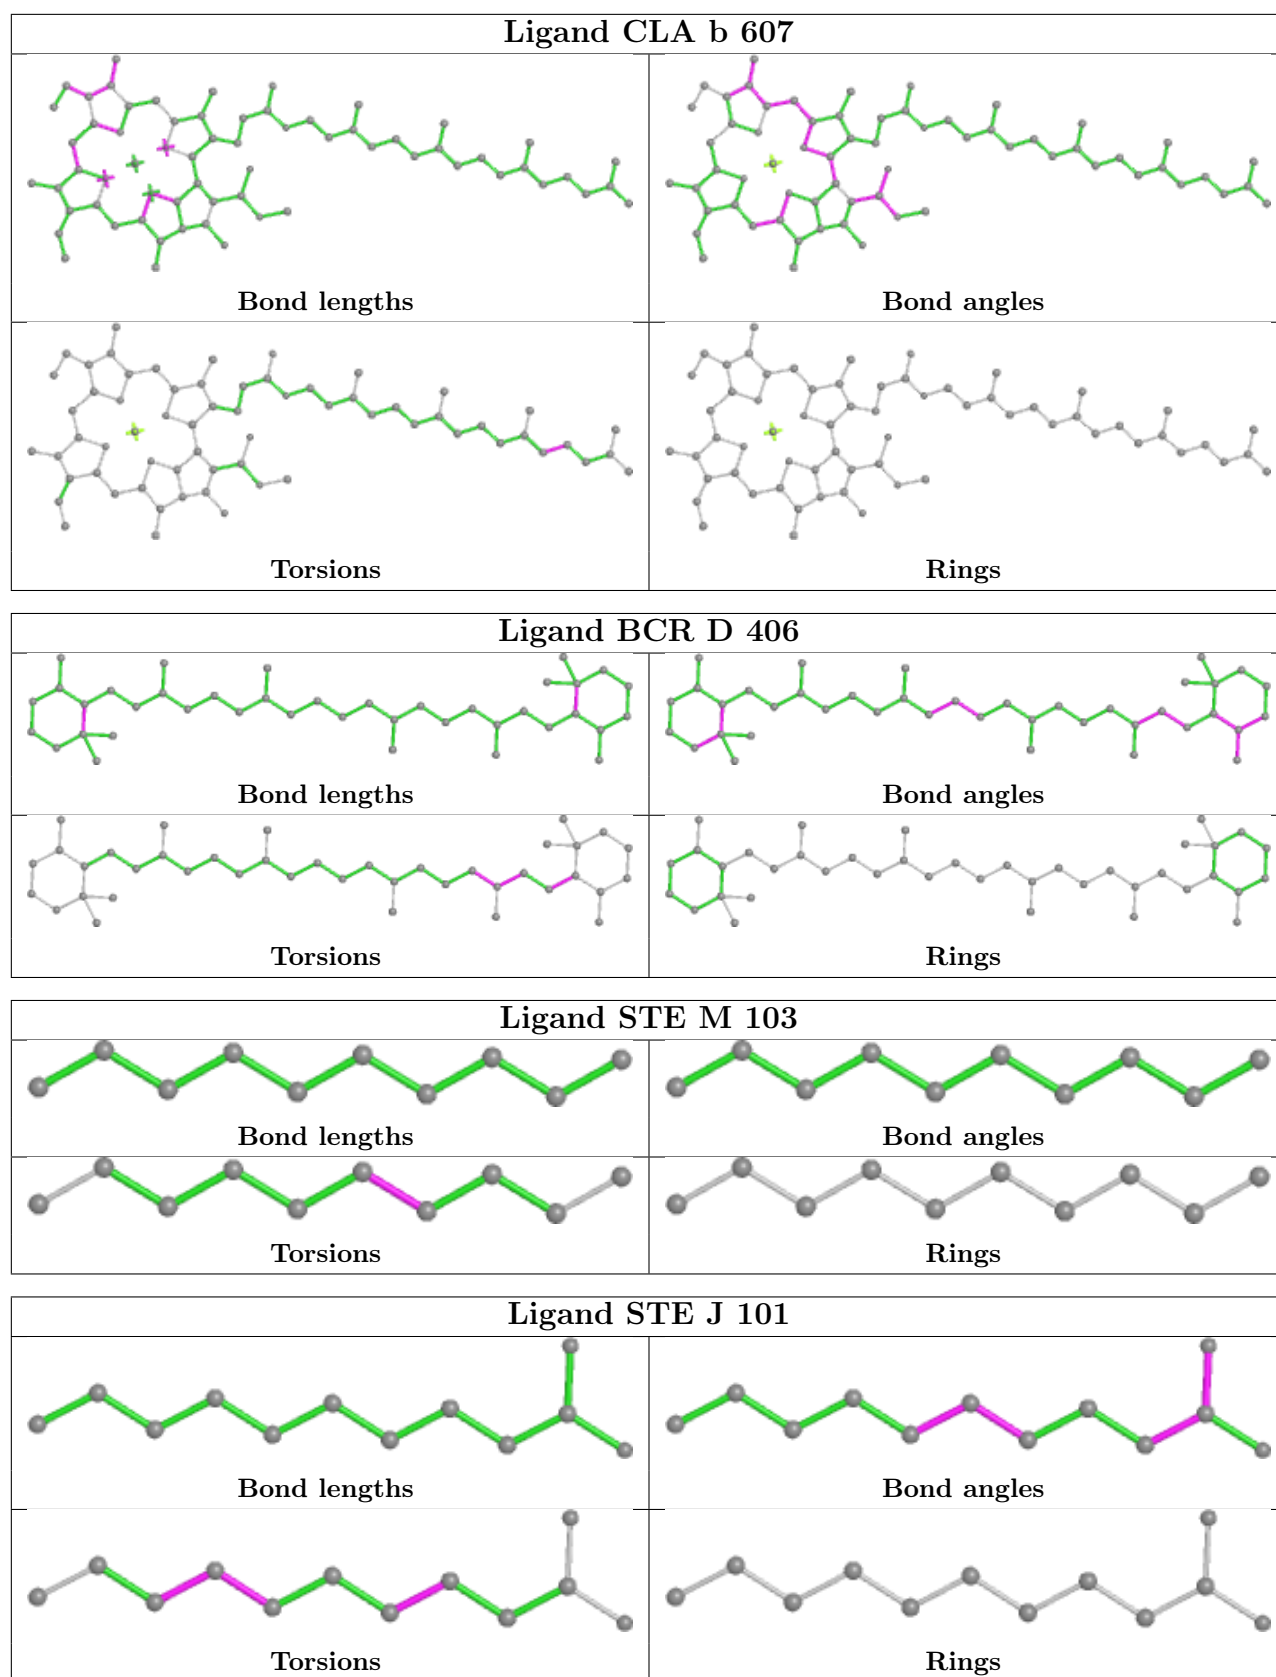 Ligand CLA b 607
Bond lengths
Bond angles
Torsions
Rings
Ligand BCR D 406
Bond lengths
Bond angles
Torsions
Rings
Ligand STE M 103
Bond lengths
Bond angles
Torsions
Rings
Ligand STE J 101
Bond lengths
Bond angles
Torsions
Rings